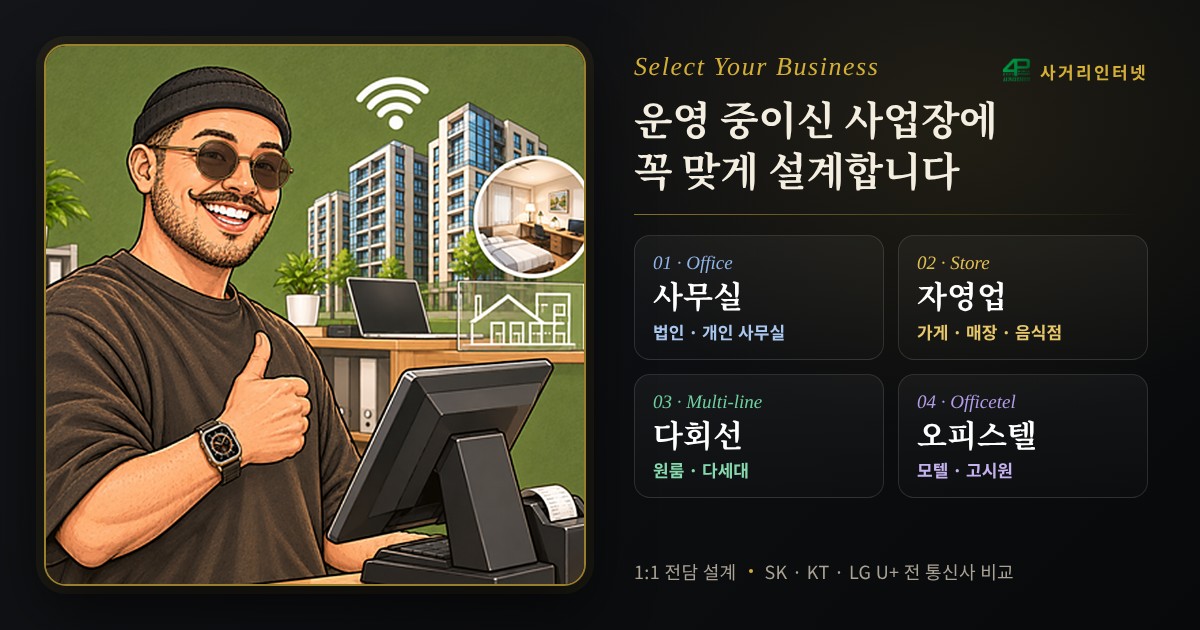 Select Your Business
사거리인터넷
운영 중이신 사업장에
꼭 맞게 설계합니다
01 · Office
사무실
법인 · 개인 사무실
02 · Store
자영업
가게 · 매장 · 음식점
03 · Multi-line
다회선
원룸 · 다세대
04 · Officetel
오피스텔
모텔 · 고시원
1:1 전담 설계 • SK · KT · LG U+ 전 통신사 비교